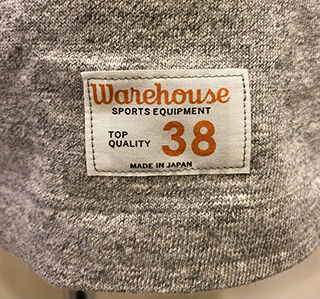 Warehouse
SPORTS EQUIPMENT
TOP QUALITY 38
MADE IN JAPAN